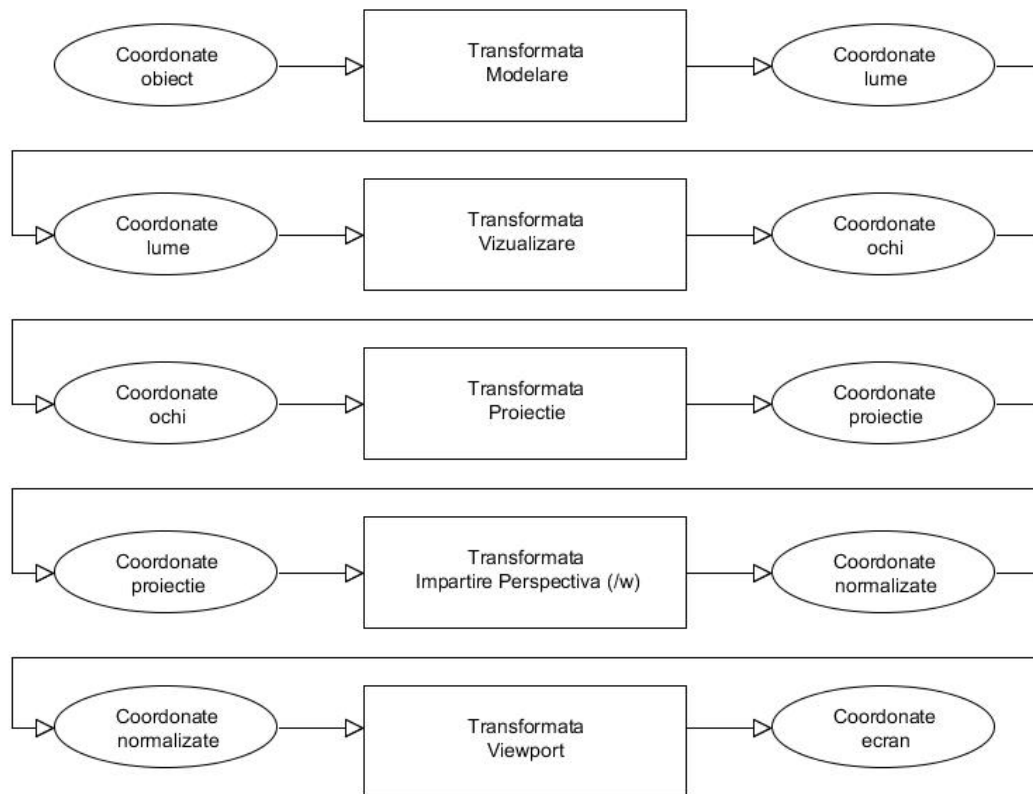 Coordonate
obiect
Transformata
Modelare
Coordonate
lume
Coordonate
lume
Transformata
Vizualizare
Coordonate
ochi
Coordonate
ochi
Transformata
Proiectie
Coordonate
proiectie
Coordonate
proiectie
Transformata
Impartire Perspectiva (/w)
Coordonate
normalizate
Coordonate
normalizate
Transformata
Viewport
Coordonate
ecran